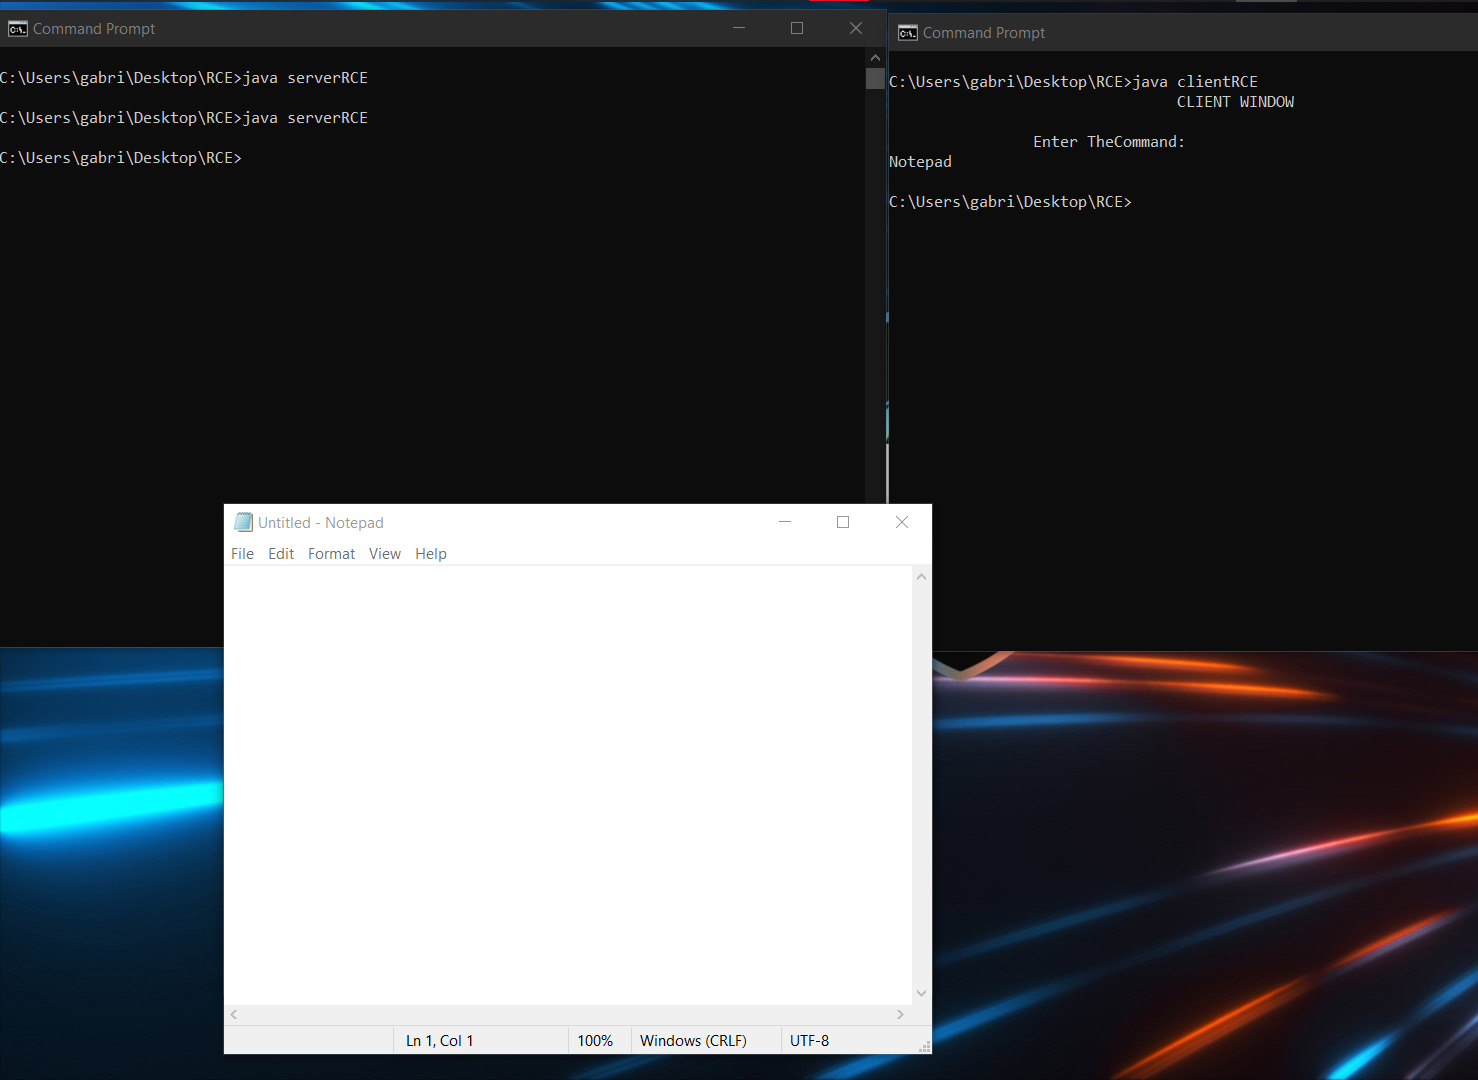 Command Prompt
C:\Users\gabri\Desktop\RCE>java serverRCE
C:\Users\gabri\Desktop\RCE>java serverRCE
C:\Users\gabri\Desktop\RCE>
Command Prompt
C:\Users\gabri\Desktop\RCE>java clientRCE
CLIENT WINDOW
Enter TheCommand:
Notepad
C:\Users\gabri\Desktop\RCE>
Untitled - Notepad
File Edit Format View Help
Ln 1, Col 1 100% Windows (CRLF) UTF-8